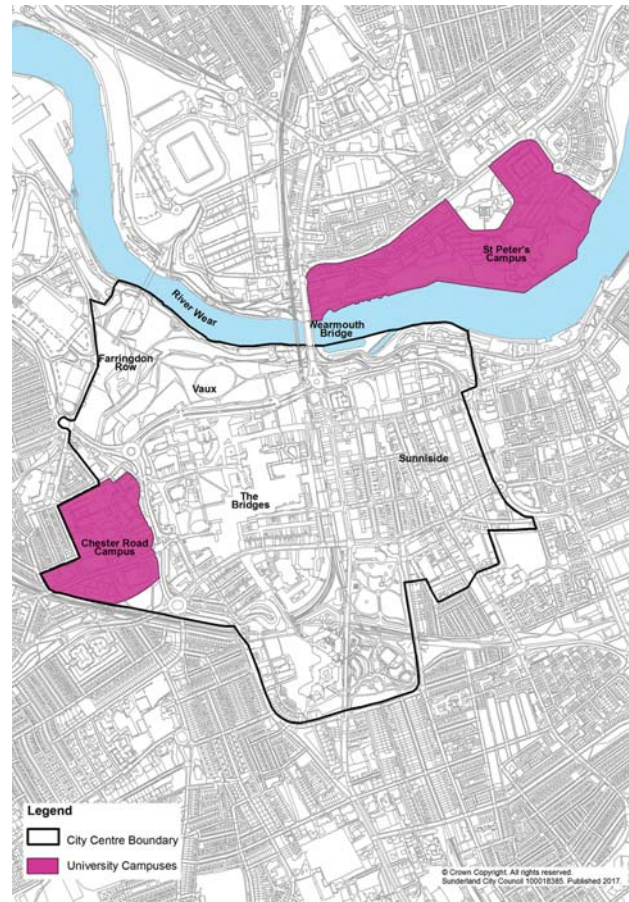 St Peter's
Campus
River Wear
Wearmouth
Bridge
Farringdon
Row
Vaux
Sunniside
The
Bridges
Chester Road
Campus
Legend
City Centre Boundary
University Campuses
© Crown Copyright. All rights reserved.
Sunderland City Council 100018385. Published 2017.